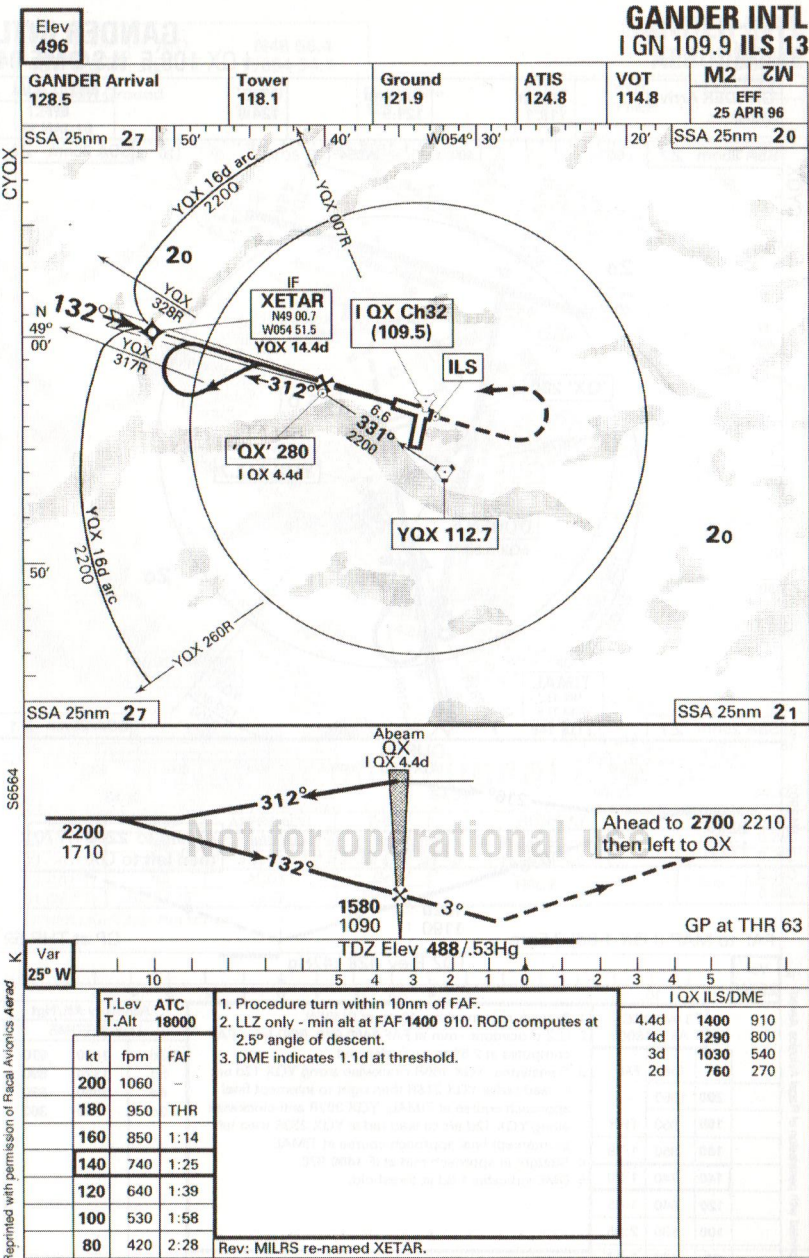 Elev
496
GANDER INTL
I GN 109.9 ILS 13
GANDER Arrival
128.5
Tower
118.1
Ground
121.9
ATIS
124.8
VOT
114.8
M2
EFF
25 APR 96
SSA 25nm 27
50'
40'
W054° 30'
20'
SSA 25nm 20
CYQX
YQX 16d arc
2200
YQX 007R
20
YQX
328R
132°
IF
XETAR
N49 00.7
W054 51.5
YQX 14.4d
I QX Ch32
(109.5)
N
49°
00'
YQX
317R
ILS
312°
6.6
337°
2200
'QX' 280
I QX 4.4d
YQX 112.7
20
50'
YQX 16d arc
2200
YQX 260R
SSA 25nm 27
SSA 25nm 21
Abeam
QX
I QX 4.4d
S6564
312°
2200
1710
Not for operational use
Ahead to 2700 2210
then left to QX
132°
3°
1580
1090
GP at THR 63
K
Var
25° W
TDZ Elev 488/.53Hg
10 5 4 3 2 1 0 1 2 3 4 5
T.Lev ATC
T.Alt 18000
kt fpm FAF
200 1060 –
180 950 THR
160 850 1:14
140 740 1:25
120 640 1:39
100 530 1:58
80 420 2:28
1. Procedure turn within 10nm of FAF.
2. LLZ only - min alt at FAF 1400 910. ROD computes at
2.5° angle of descent.
3. DME indicates 1.1d at threshold.
Rev: MILRS re-named XETAR.
I QX ILS/DME
4.4d 1400 910
4d 1290 800
3d 1030 540
2d 760 270
Reprinted with permission of Racal Avionics Aerad